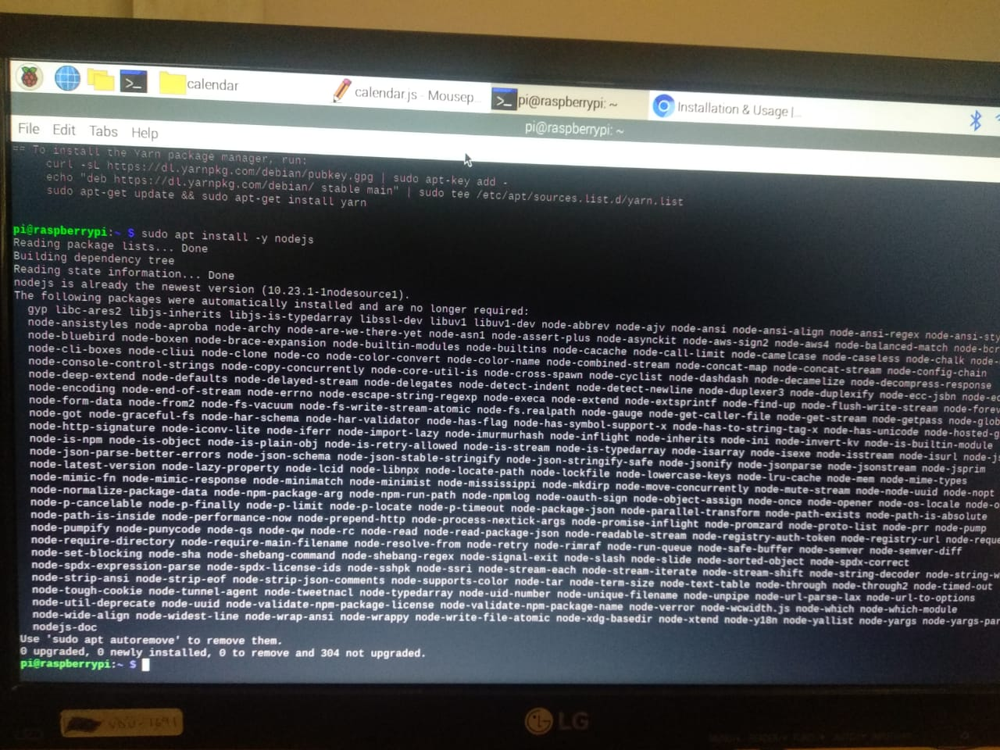 calendar
calendar.js - Mousep...
pi@raspberrypi: ~
Installation & Usage |...
pi@raspberrypi: ~
File Edit Tabs Help
== To install the Yarn package manager, run:
curl -sL https://dl.yarnpkg.com/debian/pubkey.gpg | sudo apt-key add -
echo "deb https://dl.yarnpkg.com/debian/ stable main" | sudo tee /etc/apt/sources.list.d/yarn.list
sudo apt-get update && sudo apt-get install yarn
pi@raspberrypi:~ $ sudo apt install -y nodejs
Reading package lists... Done
Building dependency tree
Reading state information... Done
nodejs is already the newest version (10.23.1-1nodesource1).
The following packages were automatically installed and are no longer required:
gyp libc-ares2 libjs-inherits libjs-is-typedarray libssl-dev libuv1 libuv1-dev node-abbrev node-ajv node-ansi node-ansi-align node-ansi-regex node-ansi-sty
node-ansistyles node-aproba node-archy node-are-we-there-yet node-asn1 node-assert-plus node-asynckit node-aws-sign2 node-aws4 node-balanced-match node-bcr
node-bluebird node-boxen node-brace-expansion node-builtin-modules node-builtins node-cacache node-call-limit node-camelcase node-caseless node-chalk node-
node-cli-boxes node-cliui node-clone node-co node-color-convert node-color-name node-combined-stream node-concat-map node-concat-stream node-config-chain
node-console-control-strings node-copy-concurrently node-core-util-is node-cross-spawn node-cyclist node-dashdash node-decamelize node-decompress-response
node-deep-extend node-defaults node-delayed-stream node-delegates node-detect-indent node-detect-newline node-duplexer3 node-duplexify node-ecc-jsbn node-ed
node-encoding node-end-of-stream node-errno node-escape-string-regexp node-execa node-extend node-extsprintf node-find-up node-flush-write-stream node-forev
node-form-data node-from2 node-fs-vacuum node-fs-write-stream-atomic node-fs.realpath node-gauge node-get-caller-file node-get-stream node-getpass node-glob
node-got node-graceful-fs node-har-schema node-har-validator node-has-flag node-has-symbol-support-x node-has-to-string-tag-x node-has-unicode node-hosted-g
node-http-signature node-iconv-lite node-iferr node-import-lazy node-imurmurhash node-inflight node-inherits node-ini node-invert-kv node-is-builtin-module
node-is-npm node-is-object node-is-plain-obj node-is-retry-allowed node-is-stream node-is-typedarray node-isarray node-isexe node-isstream node-isurl node-js
node-json-parse-better-errors node-json-schema node-json-stable-stringify node-json-stringify-safe node-jsonify node-jsonparse node-jsonstream node-jsprim
node-latest-version node-lazy-property node-lcid node-libnpx node-locate-path node-lockfile node-lowercase-keys node-lru-cache node-mem node-mime-types
node-mimic-fn node-mimic-response node-minimatch node-minimist node-mississippi node-mkdirp node-move-concurrently node-mute-stream node-node-uuid node-nopt
node-normalize-package-data node-npm-package-arg node-npm-run-path node-npmlog node-oauth-sign node-object-assign node-once node-opener node-os-locale node-o
node-p-cancelable node-p-finally node-p-limit node-p-locate node-p-timeout node-package-json node-parallel-transform node-path-exists node-path-is-absolute
node-path-is-inside node-performance-now node-prepend-http node-process-nextick-args node-promise-inflight node-promzard node-proto-list node-prr node-pump
node-pumpify node-punycode node-qs node-qw node-rc node-read node-read-package-json node-readable-stream node-registry-auth-token node-registry-url node-reque
node-require-directory node-require-main-filename node-resolve-from node-retry node-rimraf node-run-queue node-safe-buffer node-semver node-semver-diff
node-set-blocking node-sha node-shebang-command node-shebang-regex node-signal-exit node-slash node-slide node-sorted-object node-spdx-correct
node-spdx-expression-parse node-spdx-license-ids node-sshpk node-ssri node-stream-each node-stream-iterate node-stream-shift node-string-decoder node-string-w
node-strip-ansi node-strip-eof node-strip-json-comments node-supports-color node-tar node-term-size node-text-table node-through node-through2 node-timed-out
node-tough-cookie node-tunnel-agent node-tweetnacl node-typedarray node-uid-number node-unique-filename node-unpipe node-url-parse-lax node-url-to-options
node-util-deprecate node-uuid node-validate-npm-package-license node-validate-npm-package-name node-verror node-wcwidth.js node-which node-which-module
node-wide-align node-widest-line node-wrap-ansi node-wrappy node-write-file-atomic node-xdg-basedir node-xtend node-y18n node-yallist node-yargs node-yargs-par
nodejs-doc
Use 'sudo apt autoremove' to remove them.
0 upgraded, 0 newly installed, 0 to remove and 304 not upgraded.
pi@raspberrypi:~ $
LG